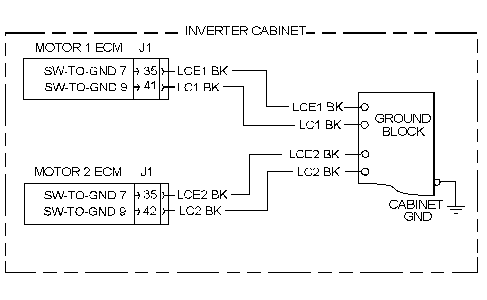 INVERTER CABINET
MOTOR 1 ECM J1
SW-TO-GND 7 35 LCE1 BK
SW-TO-GND 9 41 LC1 BK
LCE1 BK
LC1 BK
GROUND
BLOCK
LCE2 BK
LC2 BK
MOTOR 2 ECM J1
SW-TO-GND 7 35 LCE2 BK
SW-TO-GND 9 42 LC2 BK
CABINET
GND